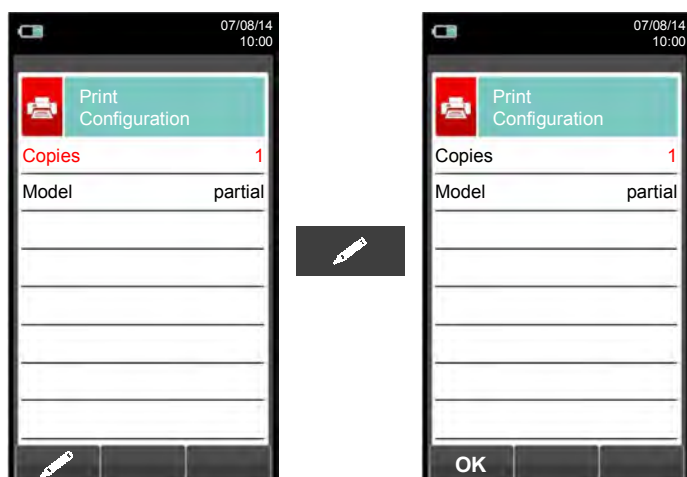 07/08/14
10:00
Print
Configuration
Copies 1
Model partial
07/08/14
10:00
Print
Configuration
Copies 1
Model partial
OK